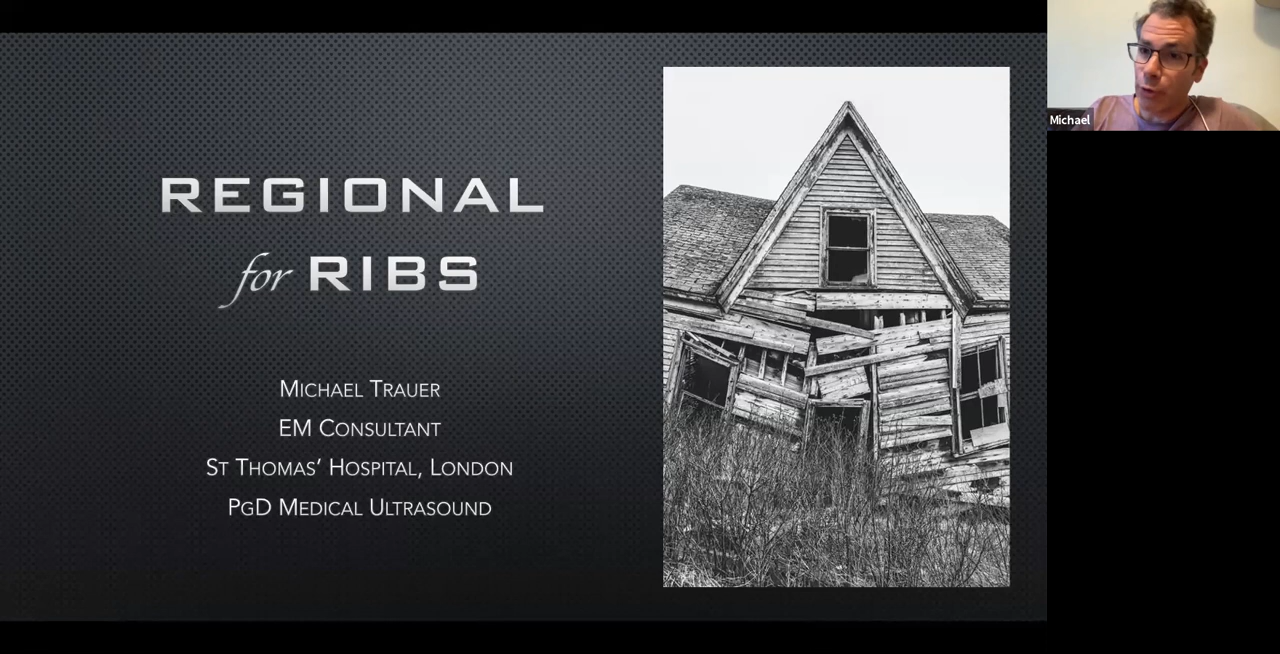 REGIONAL
for RIBS
MICHAEL TRAUER
EM CONSULTANT
ST THOMAS' HOSPITAL, LONDON
PGD MEDICAL ULTRASOUND
Michael